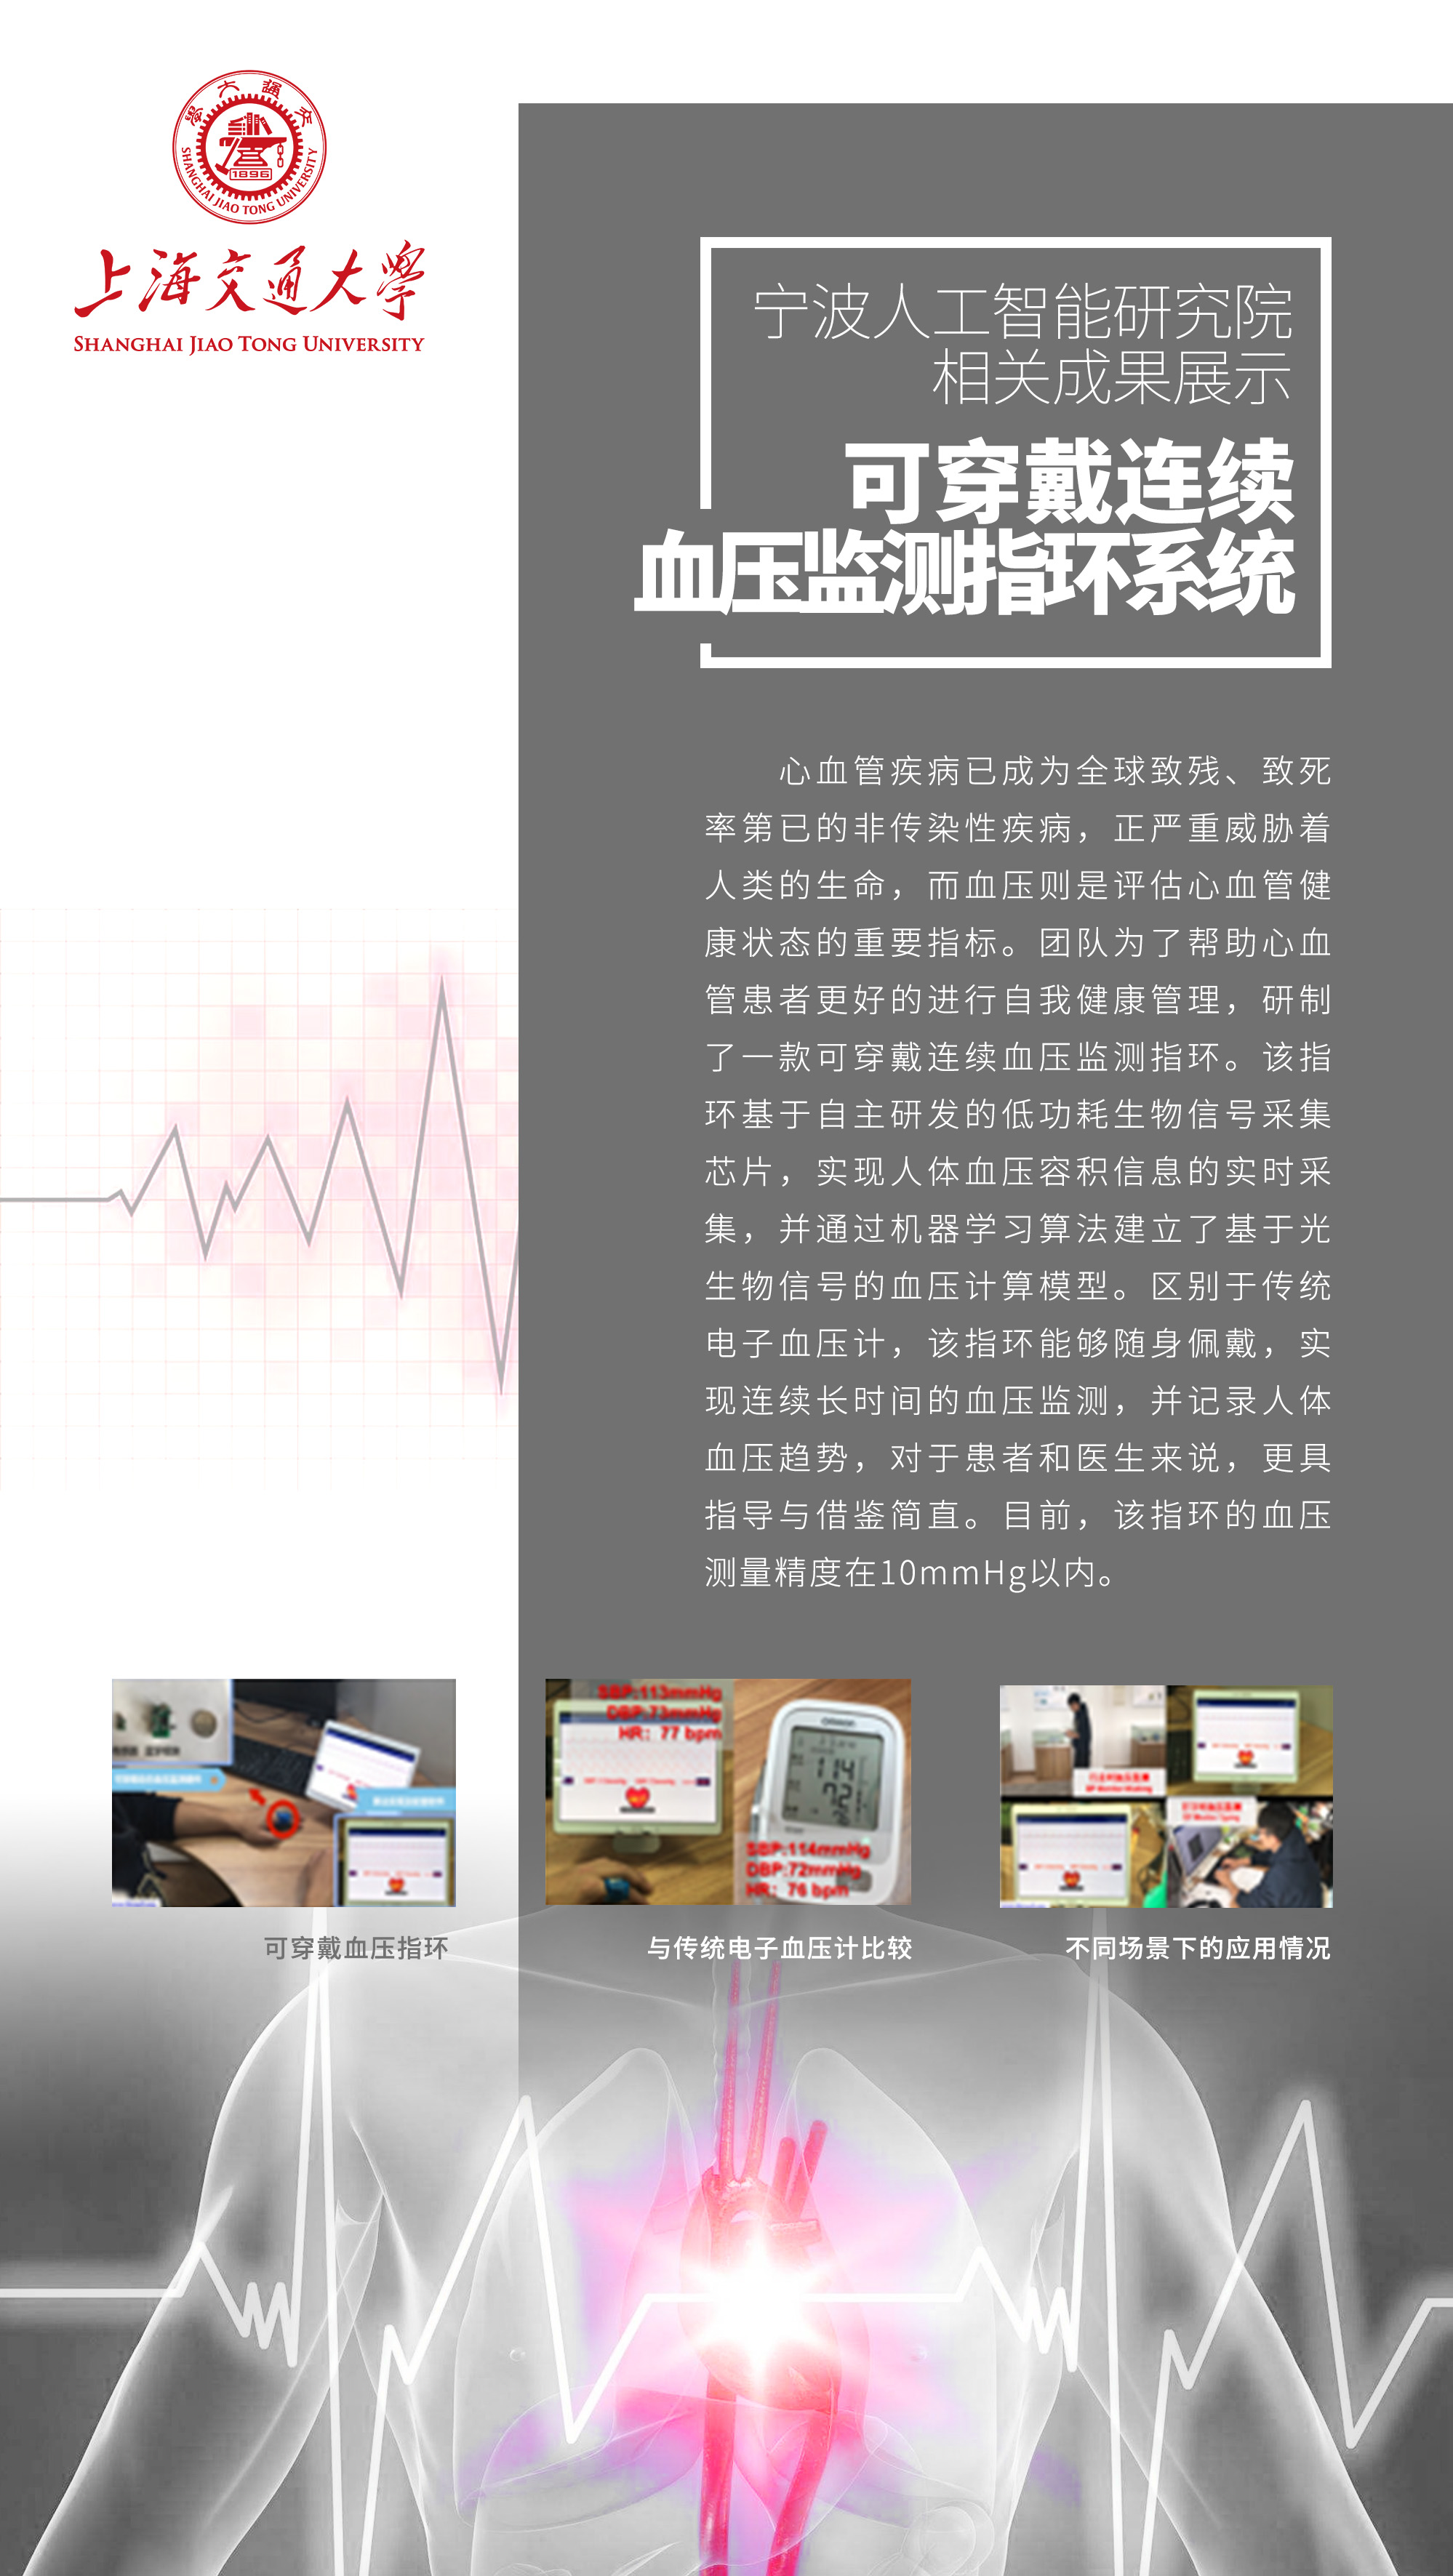 交通大學
SHANGHAI JIAO TONG UNIVERSITY
1896
上海交通大學
SHANGHAI JIAO TONG UNIVERSITY
宁波人工智能研究院
相关成果展示
可穿戴连续
血压监测指环系统
心血管疾病已成为全球致残、致死
率第已的非传染性疾病，正严重威胁着
人类的生命，而血压则是评估心血管健
康状态的重要指标。团队为了帮助心血
管患者更好的进行自我健康管理，研制
了一款可穿戴连续血压监测指环。该指
环基于自主研发的低功耗生物信号采集
芯片，实现人体血压容积信息的实时采
集，并通过机器学习算法建立了基于光
生物信号的血压计算模型。区别于传统
电子血压计，该指环能够随身佩戴，实
现连续长时间的血压监测，并记录人体
血压趋势，对于患者和医生来说，更具
指导与借鉴简直。目前，该指环的血压
测量精度在10mmHg以内。
SBP:113mmHg
DBP:73mmHg
HR: 77 bpm
114
72
SBP:114mmHg
DBP:72mmHg
HR: 76 bpm
可穿戴血压指环
与传统电子血压计比较
不同场景下的应用情况